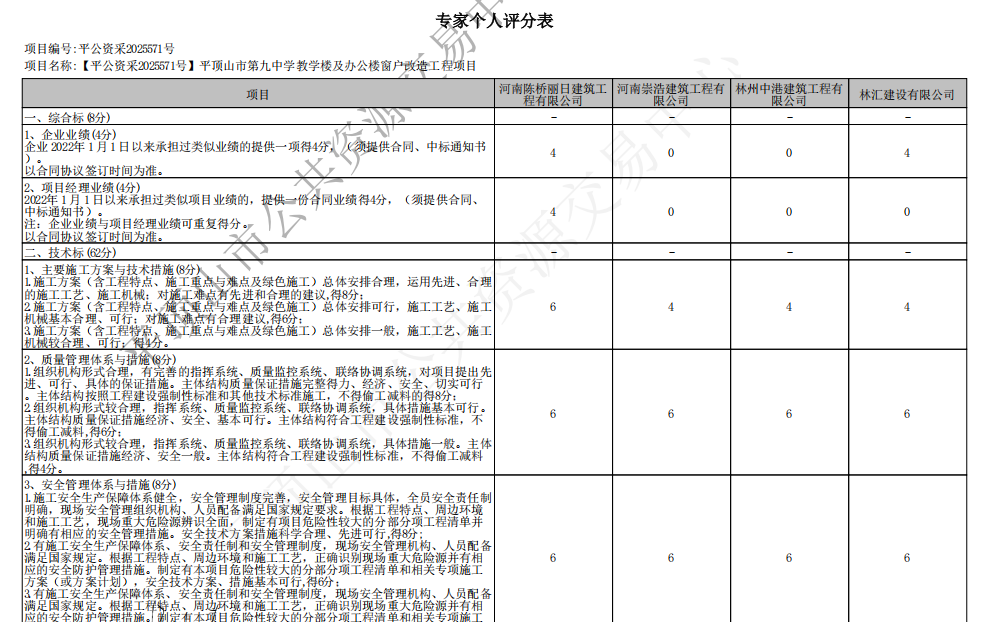 专家个人评分表
项目编号:平公资采2025571号
项目名称:【平公资采2025571号】平顶山市第九中学教学楼及办公楼窗户改造工程项目
项目 河南陈桥丽日建筑工程有限公司 河南崇浩建筑工程有限公司 林州中港建筑工程有限公司 林汇建设有限公司
一、综合标(8分) - - - -
1、企业业绩(4分)
企业2022年1月1日以来承担过类似业绩的提供一项得4分,(须提供合同、中标通知书
)。
以合同协议签订时间为准。
4 0 0 4
2、项目经理业绩(4分)
2022年1月1日以来承担过类似项目业绩的,提供一份合同业绩得4分,(须提供合同、
中标通知书)。
注:企业业绩与项目经理业绩可重复得分。
以合同协议签订时间为准。
4 0 0 0
二、技术标(62分) - - - -
1、主要施工方案与技术措施(8分)
1.施工方案(含工程特点、施工重点与难点及绿色施工)总体安排合理,运用先进、合理
的施工工艺、施工机械;对施工难点有先进和合理的建议,得8分;
2.施工方案(含工程特点、施工重点与难点及绿色施工)总体安排可行,施工工艺、施工
机械基本合理、可行;对施工难点有合理建议,得6分;
3.施工方案(含工程特点、施工重点与难点及绿色施工)总体安排一般,施工工艺、施工
机械较合理、可行;得4分。
6 4 4 4
2、质量管理体系与措施(8分)
1.组织机构形式合理,有完善的指挥系统、质量监控系统、联络协调系统,对项目提出先
进、可行、具体的保证措施。主体结构质量保证措施完整得力、经济、安全、切实可行
。主体结构按照工程建设强制性标准和其他技术标准施工,不得偷工减料的得8分;
2.组织机构形式较合理,指挥系统、质量监控系统、联络协调系统,具体措施基本可行。
主体结构质量保证措施经济、安全、基本可行。主体结构符合工程建设强制性标准,不
得偷工减料,得6分;
3.组织机构形式较合理,指挥系统、质量监控系统、联络协调系统,具体措施一般。主体
结构质量保证措施经济、安全一般。主体结构符合工程建设强制性标准,不得偷工减料
,得4分。
6 6 6 6
3、安全管理体系与措施(8分)
1.施工安全生产保障体系健全,安全管理制度完善,安全管理目标具体,全员安全责任制
明确,现场安全管理组织机构、人员配备满足国家规定要求。根据工程特点、周边环境
和施工工艺,现场重大危险源辨识全面,制定有项目危险性较大的分部分项工程清单并
明确有相应的安全管理措施。安全技术方案措施科学合理、先进可行,得8分;
2.有施工安全生产保障体系、安全责任制和安全管理制度,现场安全管理机构、人员配备
满足国家规定。根据工程特点、周边环境和施工工艺,正确识别现场重大危险源并有相
应的安全防护管理措施。制定有本项目危险性较大的分部分项工程清单和相关专项施工
方案(或方案计划),安全技术方案、措施基本可行,得6分;
3.有施工安全生产保障体系、安全责任制和安全管理制度,现场安全管理机构、人员配备
满足国家规定。根据工程特点、周边环境和施工工艺,正确识别现场重大危险源并有相
应的安全防护管理措施。制定有本项目危险性较大的分部分项工程清单和相关专项施工
6 6 6 6
平顶山市公共资源交易中
公共资源交易中心